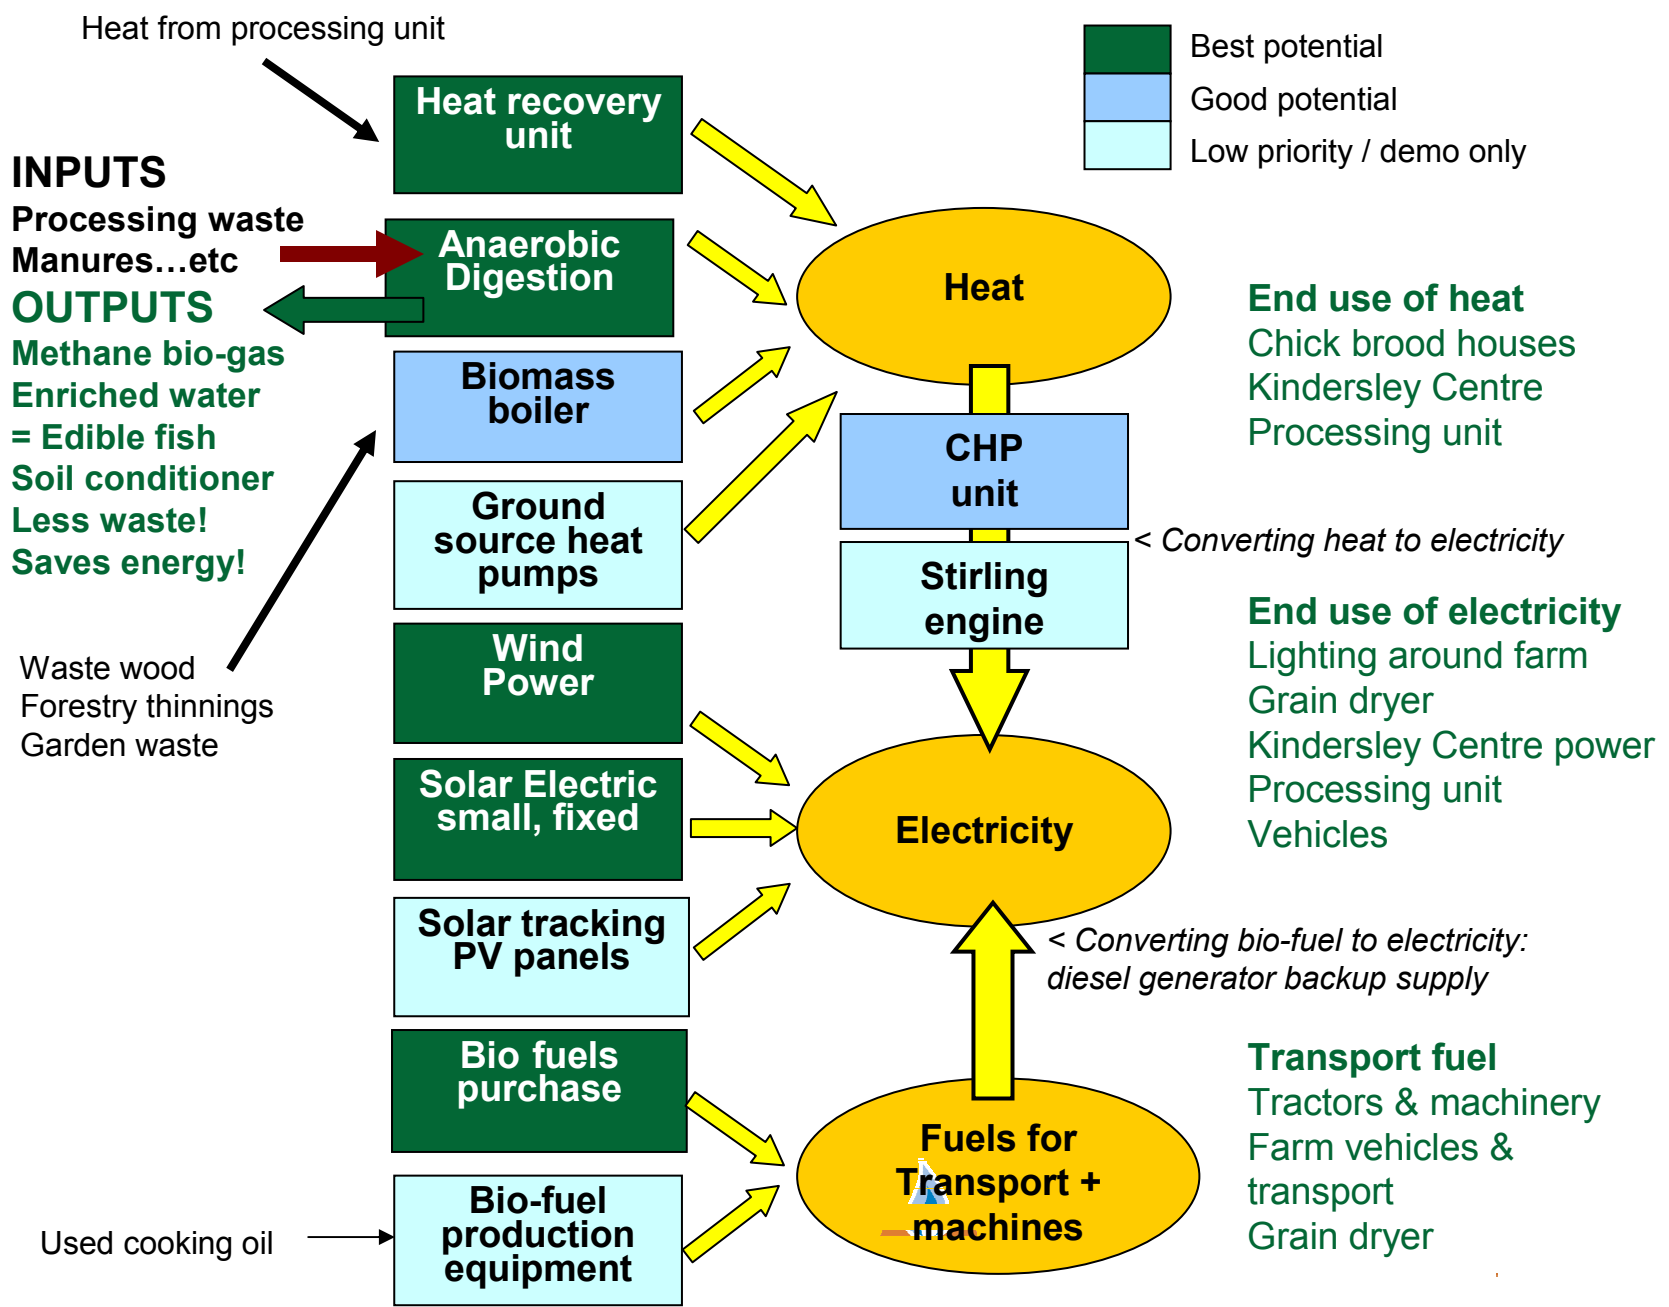 Heat from processing unit
Best potential
Good potential
Low priority / demo only
Heat recovery
unit
INPUTS
Processing waste
Manures…etc
OUTPUTS
Methane bio-gas
Enriched water
= Edible fish
Soil conditioner
Less waste!
Saves energy!
Anaerobic
Digestion
Biomass
boiler
Ground
source heat
pumps
Waste wood
Forestry thinnings
Garden waste
Wind
Power
Solar Electric
small, fixed
Solar tracking
PV panels
Bio fuels
purchase
Used cooking oil
Bio-fuel
production
equipment
Heat
CHP
unit
< Converting heat to electricity
Stirling
engine
Electricity
< Converting bio-fuel to electricity:
diesel generator backup supply
Fuels for
Transport +
machines
End use of heat
Chick brood houses
Kindersley Centre
Processing unit
End use of electricity
Lighting around farm
Grain dryer
Kindersley Centre power
Processing unit
Vehicles
Transport fuel
Tractors & machinery
Farm vehicles &
transport
Grain dryer